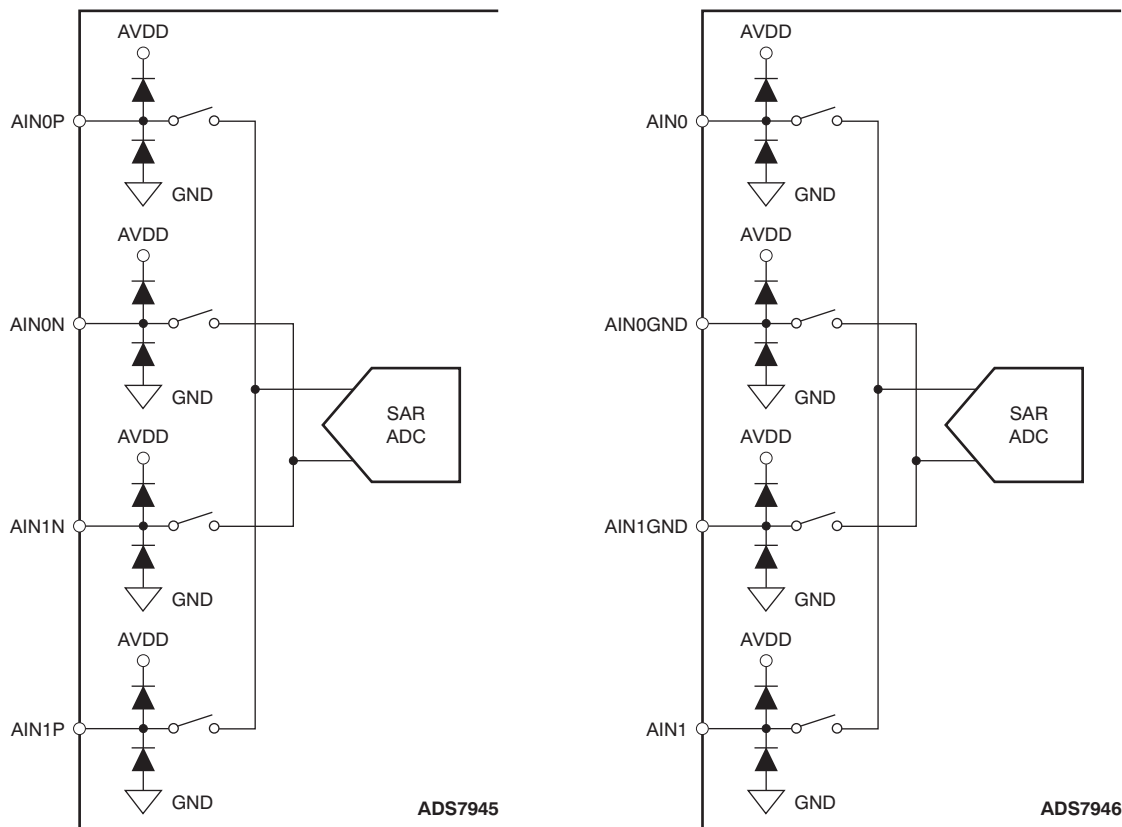 AVDD
AIN0P
GND
AVDD
AIN0N
GND
AVDD
AIN1N
GND
AVDD
AIN1P
GND
SAR
ADC
ADS7945
AVDD
AIN0
GND
AVDD
AIN0GND
GND
AVDD
AIN1GND
GND
AVDD
AIN1
GND
SAR
ADC
ADS7946